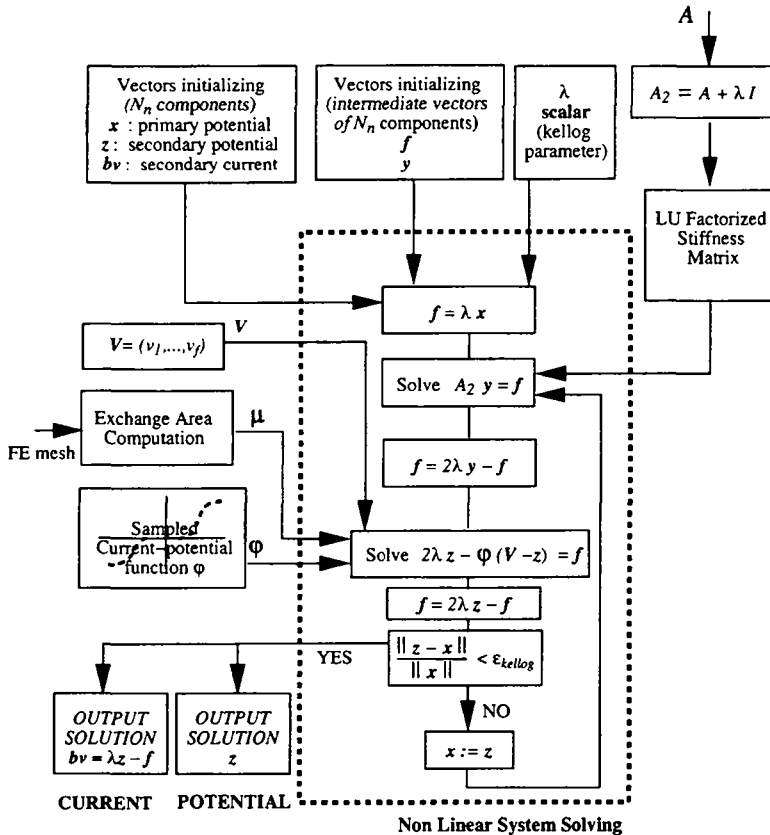 A
Vectors initializing
(Nₙ components)
x : primary potential
z : secondary potential
bv : secondary current
Vectors initializing
(intermediate vectors
of Nₙ components)
f
y
λ
scalar
(kellog
parameter)
A₂ = A + λ I
LU Factorized
Stiffness
Matrix
f = λ x
V = (v₁,...,v_f)
V
Solve A₂ y = f
Exchange Area
Computation
μ
FE mesh
f = 2λ y – f
Sampled
Current–potential
function φ
φ
Solve 2λ z – φ (V – z) = f
f = 2λ z – f
YES
|| z – x ||
|| x ||
< ε_kellog
NO
OUTPUT
SOLUTION
bv = λz – f
OUTPUT
SOLUTION
z
x := z
CURRENT
POTENTIAL
Non Linear System Solving